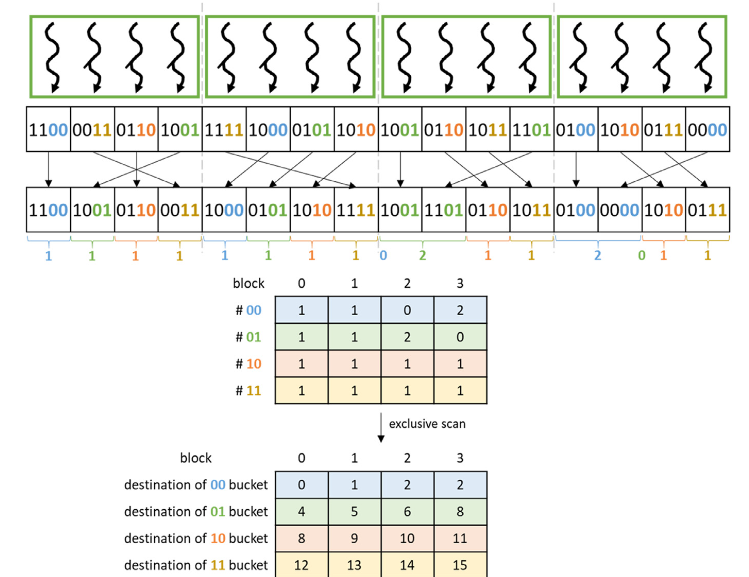 1100 0011 0110 1001 1111 1000 0101 1010 1001 0110 1011 1101 0100 1010 0111 0000
1100 1001 0110 0011 1000 0101 1010 1111 1001 1101 0110 1011 0100 0000 1010 0111
1 1 1 1 1 1 1 1 0 2 1 1 2 0 1 1
block 0 1 2 3
# 00 1 1 0 2
# 01 1 1 2 0
# 10 1 1 1 1
# 11 1 1 1 1
exclusive scan
block 0 1 2 3
destination of 00 bucket 0 1 2 2
destination of 01 bucket 4 5 6 8
destination of 10 bucket 8 9 10 11
destination of 11 bucket 12 13 14 15